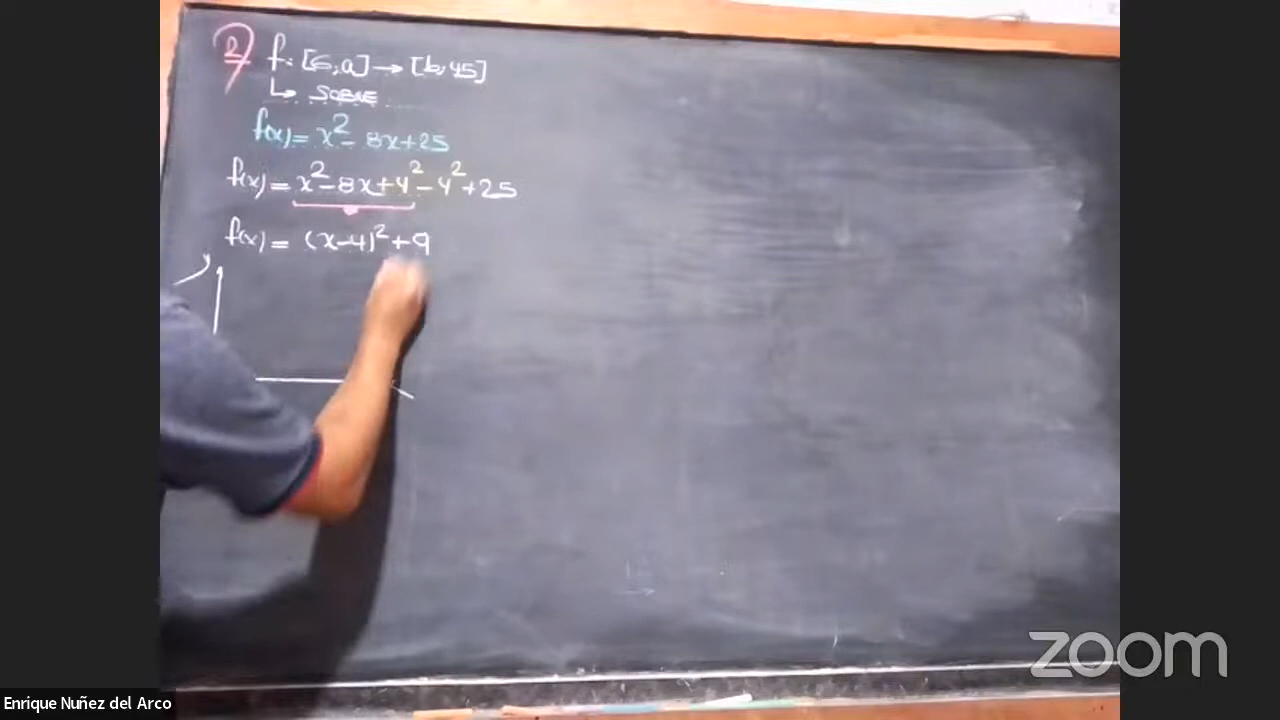 2) f: [6, a] → [b, 45]
↳ SOBRE
f(x) = x² - 8x + 25
f(x) = x² - 8x + 4² - 4² + 25
f(x) = (x - 4)² + 9
y
zoom
Enrique Nuñez del Arco